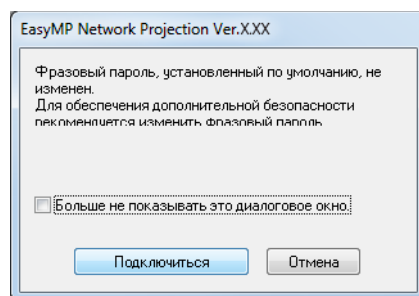 EasyMP Network Projection Ver.X.XX
Фразовый пароль, установленный по умолчанию, не
изменен.
Для обеспечения дополнительной безопасности
рекомендуется изменить фразовый пароль.
Больше не показывать это диалоговое окно.
Подключиться
Отмена